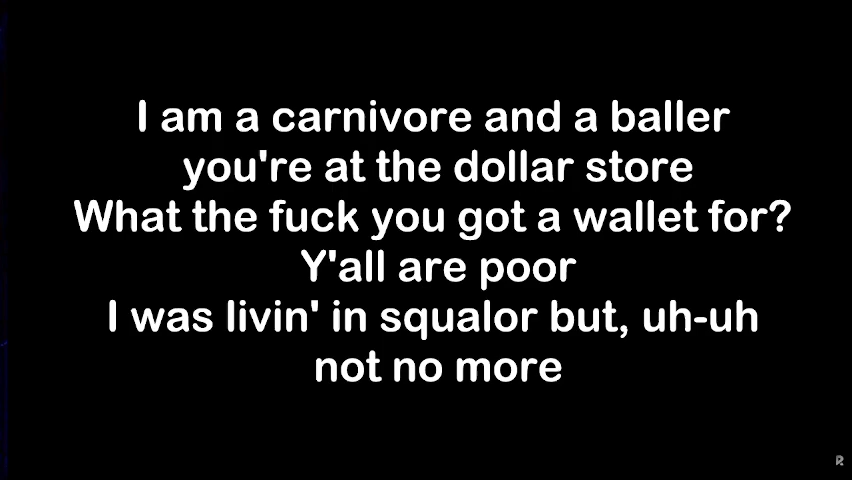 I am a carnivore and a baller
you're at the dollar store
What the fuck you got a wallet for?
Y'all are poor
I was livin' in squalor but, uh-uh
not no more